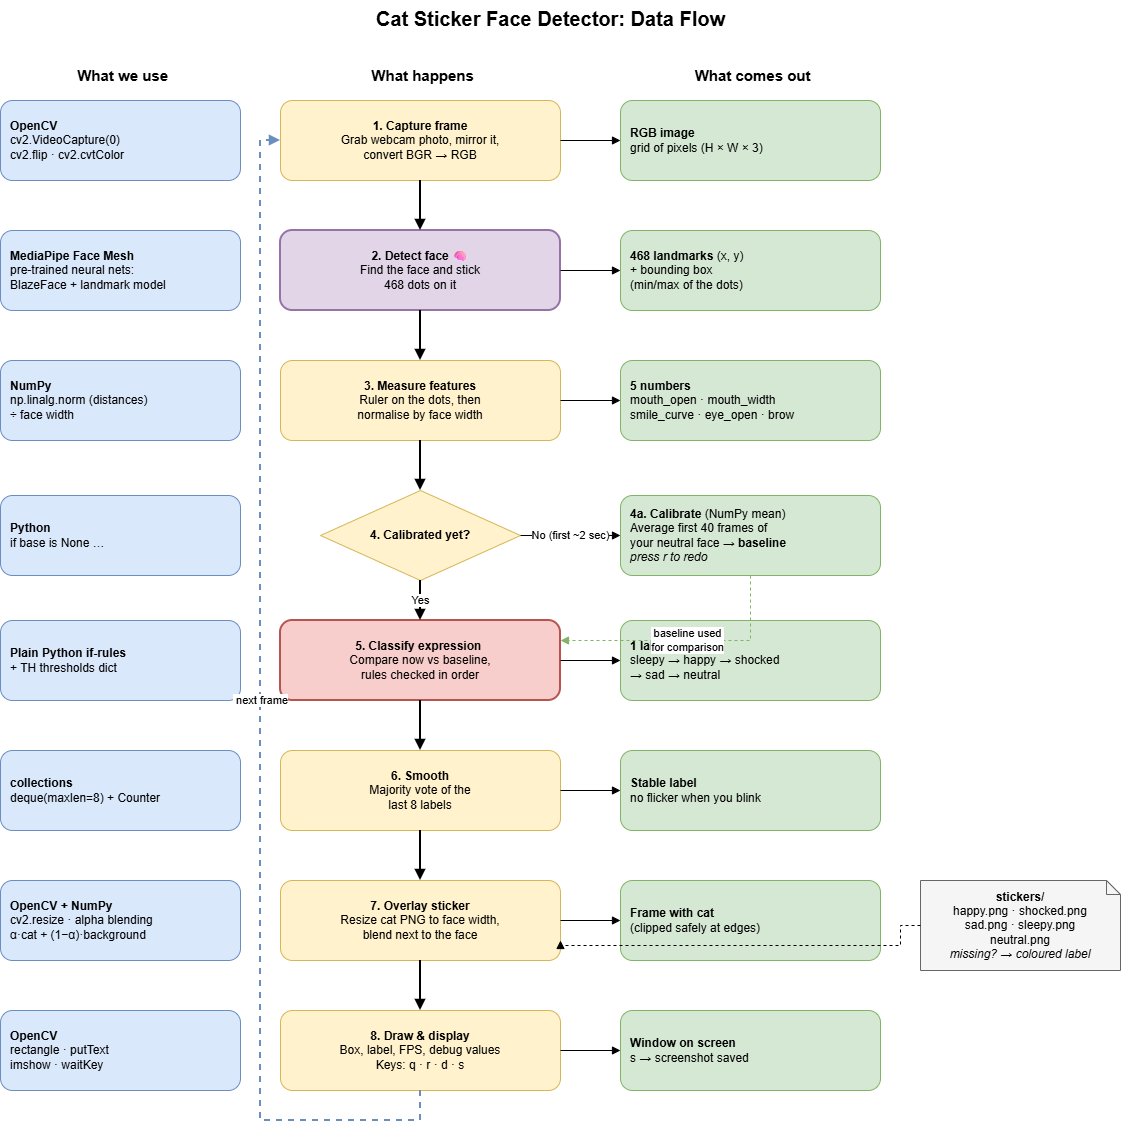 Cat Sticker Face Detector: Data Flow
What we use
What happens
What comes out
OpenCV
cv2.VideoCapture(0)
cv2.flip · cv2.cvtColor
1. Capture frame
Grab webcam photo, mirror it,
convert BGR → RGB
RGB image
grid of pixels (H × W × 3)
MediaPipe Face Mesh
pre-trained neural nets:
BlazeFace + landmark model
2. Detect face 🧠
Find the face and stick
468 dots on it
468 landmarks (x, y)
+ bounding box
(min/max of the dots)
NumPy
np.linalg.norm (distances)
÷ face width
3. Measure features
Ruler on the dots, then
normalise by face width
5 numbers
mouth_open · mouth_width
smile_curve · eye_open · brow
Python
if base is None …
4. Calibrated yet?
No (first ~2 sec)
4a. Calibrate (NumPy mean)
Average first 40 frames of
your neutral face → baseline
press r to redo
Yes
Plain Python if-rules
+ TH thresholds dict
5. Classify expression
Compare now vs baseline,
rules checked in order
baseline used
for comparison
1
sleepy → happy → shocked
→ sad → neutral
next frame
collections
deque(maxlen=8) + Counter
6. Smooth
Majority vote of the
last 8 labels
Stable label
no flicker when you blink
OpenCV + NumPy
cv2.resize · alpha blending
α·cat + (1−α)·background
7. Overlay sticker
Resize cat PNG to face width,
blend next to the face
Frame with cat
(clipped safely at edges)
stickers/
happy.png · shocked.png
sad.png · sleepy.png
neutral.png
missing? → coloured label
OpenCV
rectangle · putText
imshow · waitKey
8. Draw & display
Box, label, FPS, debug values
Keys: q · r · d · s
Window on screen
s → screenshot saved